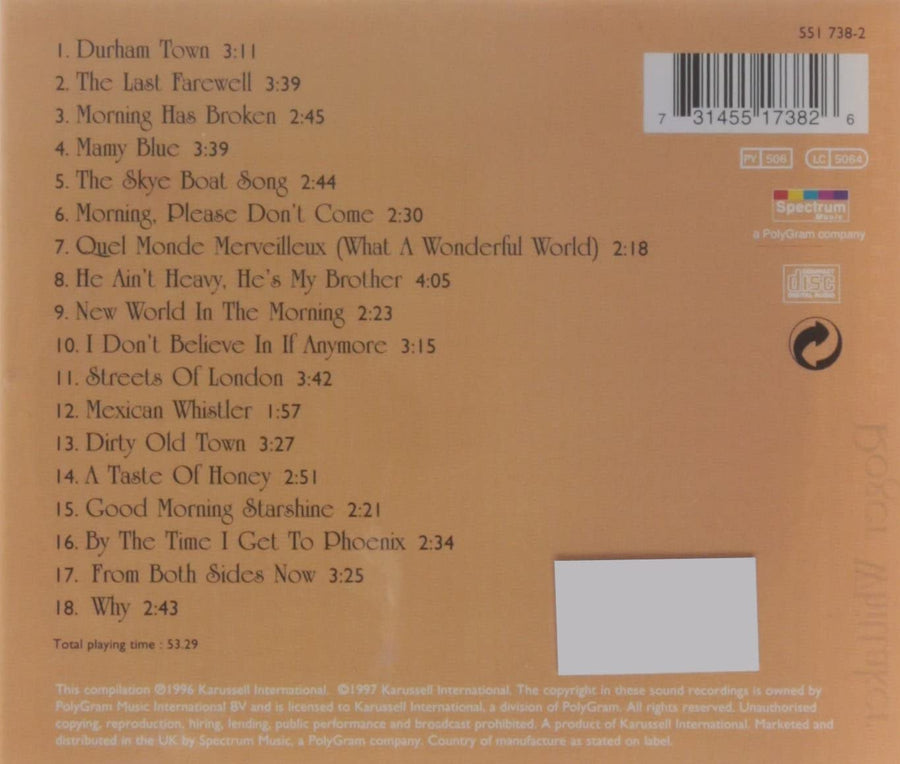 1. Durham Town 3:11
2. The Last Farewell 3:39
3. Morning Has Broken 2:45
4. Mamy Blue 3:39
5. The Skye Boat Song 2:44
6. Morning, Please Don't Come 2:30
7. Quel Monde Merveilleux (What A Wonderful World) 2:18
8. He Ain't Heavy, He's My Brother 4:05
9. New World In The Morning 2:23
10. I Don't Believe In If Anymore 3:15
11. Streets Of London 3:42
12. Mexican Whistler 1:57
13. Dirty Old Town 3:27
14. A Taste Of Honey 2:51
15. Good Morning Starshine 2:21
16. By The Time I Get To Phoenix 2:34
17. From Both Sides Now 3:25
18. Why 2:43
Total playing time : 53.29
551 738-2
7 31455 17382 6
PY 506 LC 5064
Spectrum
Music
a PolyGram company
COMPACT
disc
DIGITAL AUDIO
Roger Whittaker
This compilation ℗1996 Karussell International. ©1997 Karussell International. The copyright in these sound recordings is owned by
PolyGram Music International BV and is licensed to Karussell International, a division of PolyGram. All rights reserved. Unauthorised
copying, reproduction, hiring, lending, public performance and broadcast prohibited. A product of Karussell International. Marketed and
distributed in the UK by Spectrum Music, a PolyGram company. Country of manufacture as stated on label.